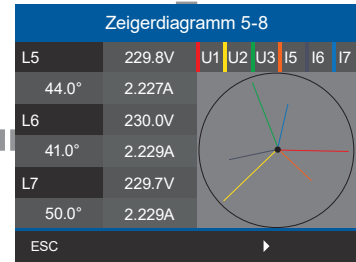 Zeigerdiagramm 5-8
L5 229.8V U1 U2 U3 I5 I6 I7
44.0° 2.227A
L6 230.0V
41.0° 2.229A
L7 229.7V
50.0° 2.229A
ESC